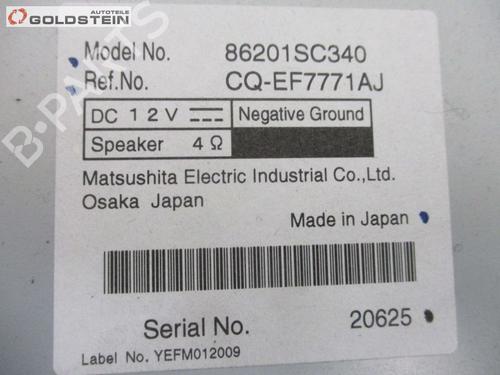 GOLDSTEIN
AUTOTEILE
B-PARTS
Model No. 86201SC340
Ref.No. CQ-EF7771AJ
DC 12V Negative Ground
Speaker 4Ω
Matsushita Electric Industrial Co.,Ltd.
Osaka Japan
Made in Japan
Serial No. 20625
Label No. YEFM012009